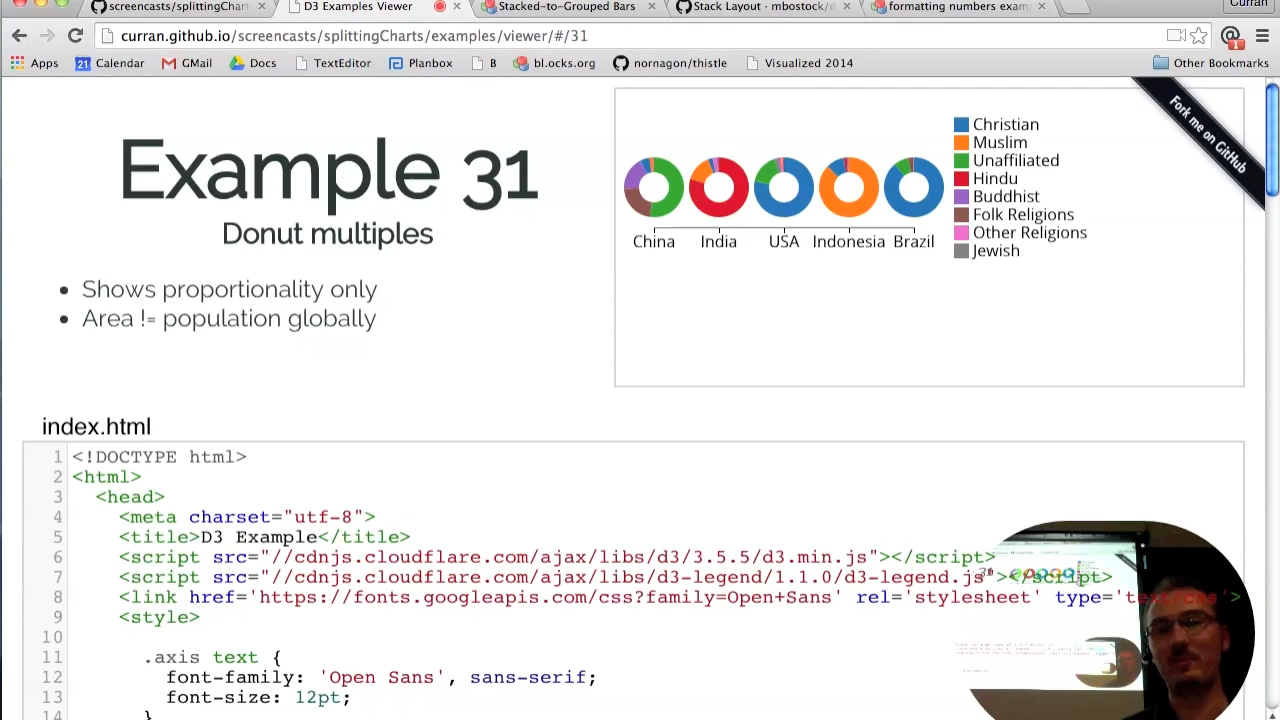 screencasts/splittingChart
D3 Examples Viewer
Stacked-to-Grouped Bars
Stack Layout · mbostock/d
formatting numbers exam
Curran
curran.github.io/screencasts/splittingCharts/examples/viewer/#/31
Apps
21 Calendar
GMail
Docs
TextEditor
Planbox
B
bl.ocks.org
nornagon/thistle
Visualized 2014
Other Bookmarks
Example 31
Donut multiples
• Shows proportionality only
• Area != population globally
China India USA Indonesia Brazil
Christian
Muslim
Unaffiliated
Hindu
Buddhist
Folk Religions
Other Religions
Jewish
Fork me on GitHub
index.html
1 <!DOCTYPE html>
2 <html>
3 <head>
4 <meta charset="utf-8">
5 <title>D3 Example</title>
6 <script src="//cdnjs.cloudflare.com/ajax/libs/d3/3.5.5/d3.min.js"></script>
7 <script src="//cdnjs.cloudflare.com/ajax/libs/d3-legend/1.1.0/d3-legend.js"></script>
8 <link href='https://fonts.googleapis.com/css?family=Open+Sans' rel='stylesheet' type='text/css'>
9 <style>
10
11 .axis text {
12 font-family: 'Open Sans', sans-serif;
13 font-size: 12pt;
14 }